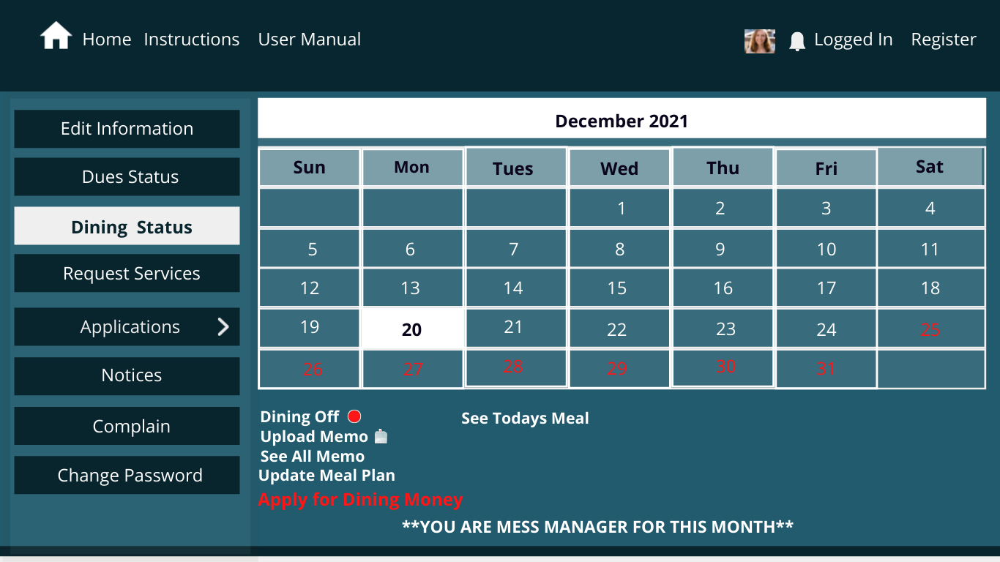 Home Instructions User Manual Logged In Register
Edit Information
Dues Status
Dining Status
Request Services
Applications
Notices
Complain
Change Password
December 2021
Sun Mon Tues Wed Thu Fri Sat
1 2 3 4
5 6 7 8 9 10 11
12 13 14 15 16 17 18
19 20 21 22 23 24 25
26 27 28 29 30 31
Dining Off
See Todays Meal
Upload Memo
See All Memo
Update Meal Plan
Apply for Dining Money
**YOU ARE MESS MANAGER FOR THIS MONTH**